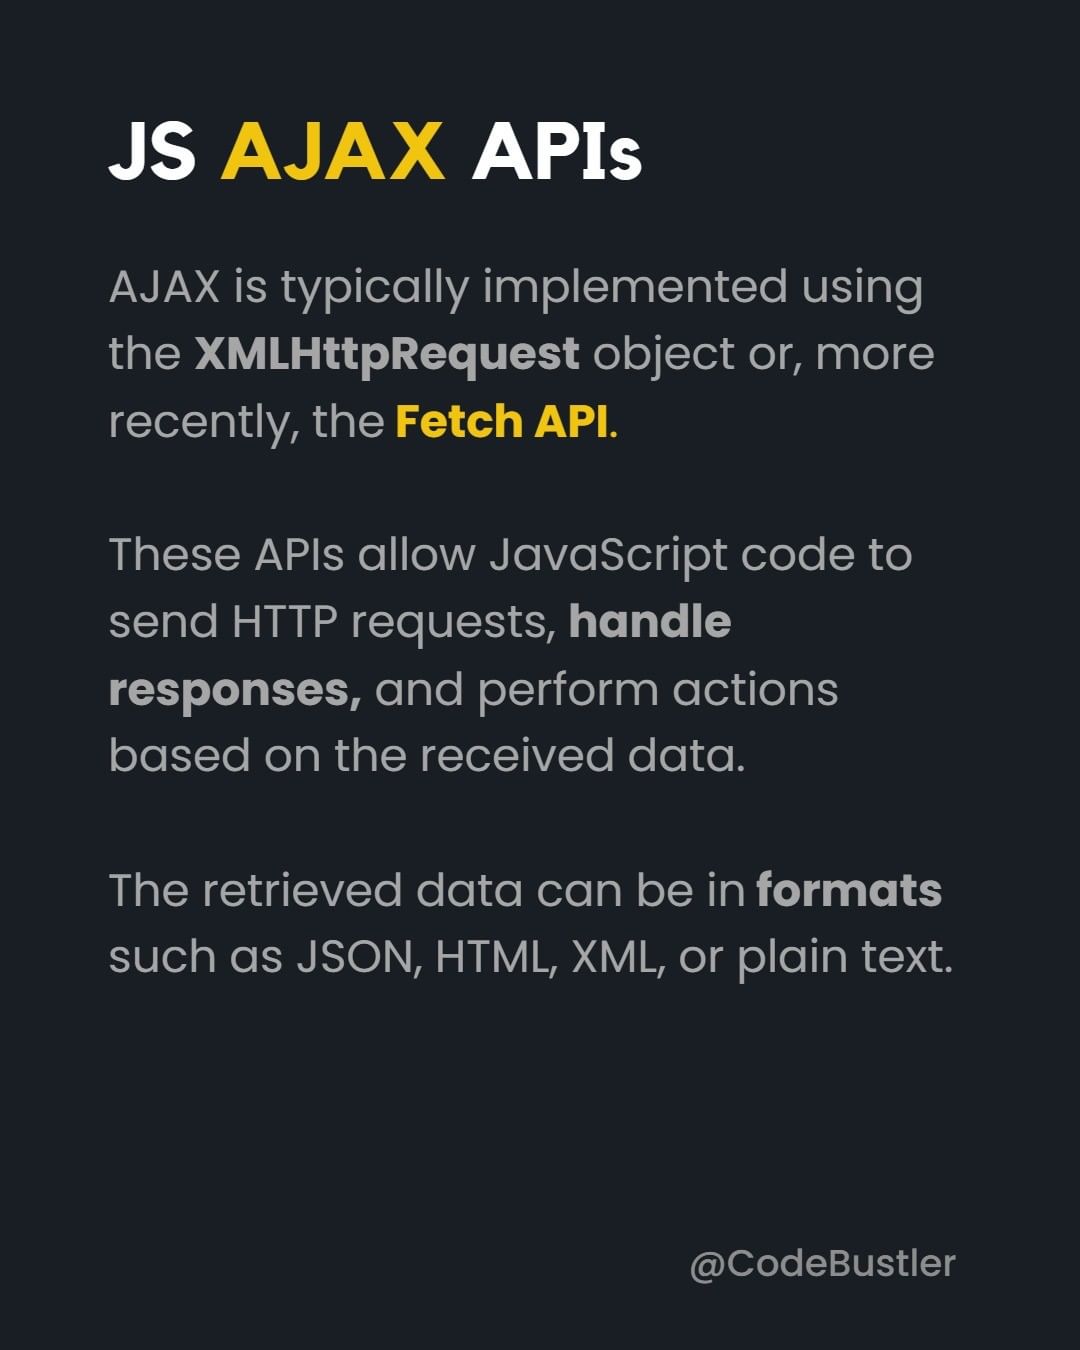 JS AJAX APIs
AJAX is typically implemented using
the XMLHttpRequest object or, more
recently, the Fetch API.
These APIs allow JavaScript code to
send HTTP requests, handle
responses, and perform actions
based on the received data.
The retrieved data can be in formats
such as JSON, HTML, XML, or plain text.
@CodeBustler